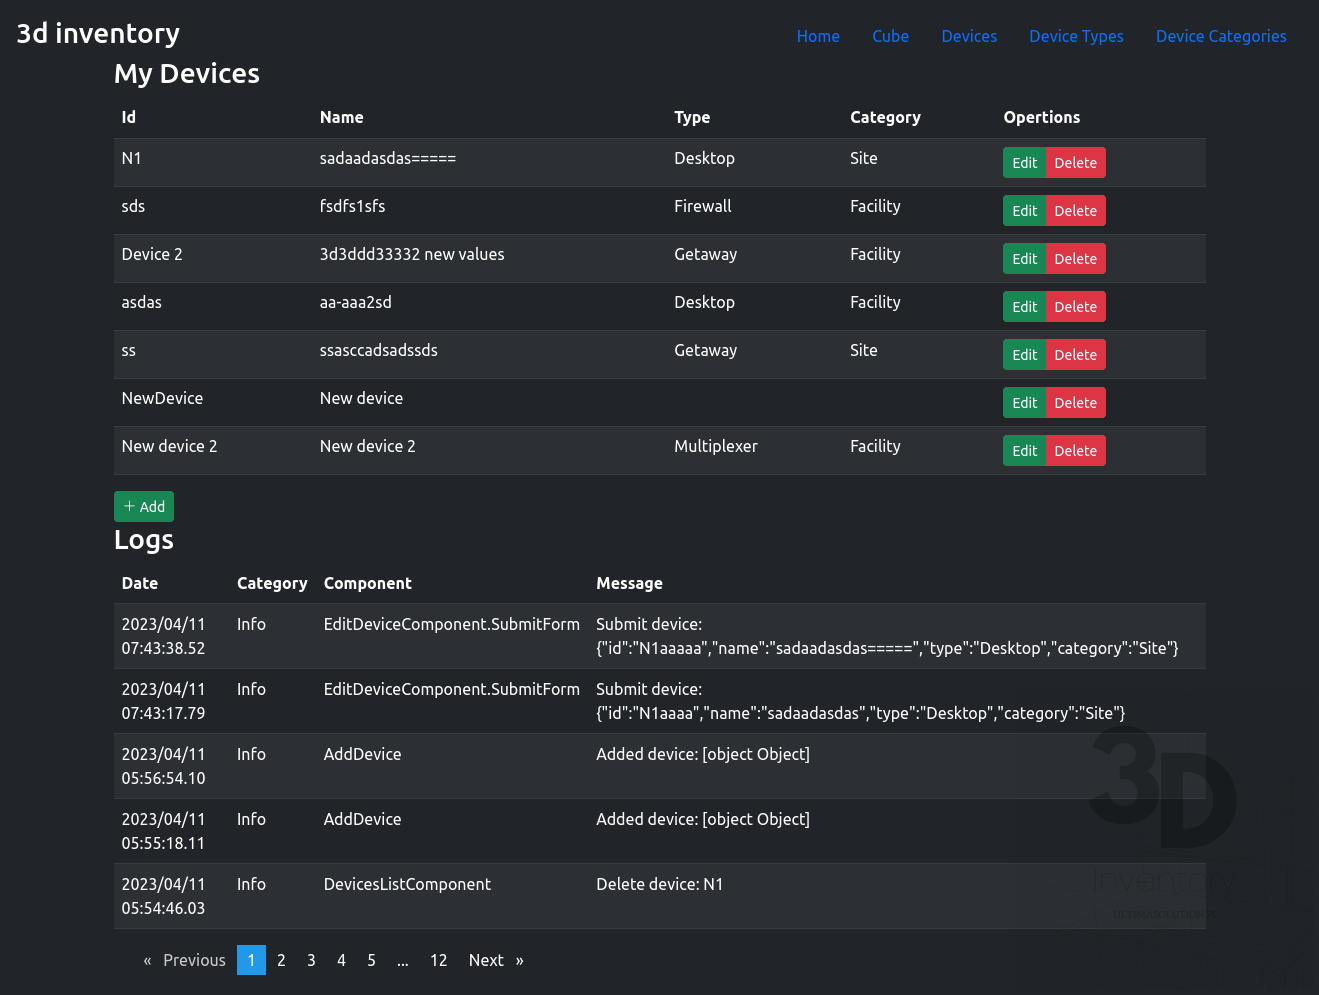 3d inventory
Home Cube Devices Device Types Device Categories
My Devices
Id Name Type Category Opertions
N1 sadaadasdas===== Desktop Site Edit Delete
sds fsdfs1sfs Firewall Facility Edit Delete
Device 2 3d3ddd33332 new values Getaway Facility Edit Delete
asdas aa-aaa2sd Desktop Facility Edit Delete
ss ssasccadsadssds Getaway Site Edit Delete
NewDevice New device Edit Delete
New device 2 New device 2 Multiplexer Facility Edit Delete
+ Add
Logs
Date Category Component Message
2023/04/11 Info EditDeviceComponent.SubmitForm Submit device:
07:43:38.52 {"id":"N1aaaaa","name":"sadaadasdas=====","type":"Desktop","category":"Site"}
2023/04/11 Info EditDeviceComponent.SubmitForm Submit device:
07:43:17.79 {"id":"N1aaaa","name":"sadaadasdas","type":"Desktop","category":"Site"}
2023/04/11 Info AddDevice Added device: [object Object]
05:56:54.10
2023/04/11 Info AddDevice Added device: [object Object]
05:55:18.11
2023/04/11 Info DevicesListComponent Delete device: N1
05:54:46.03
3D
Inventory
« Previous 1 2 3 4 5 ... 12 Next »